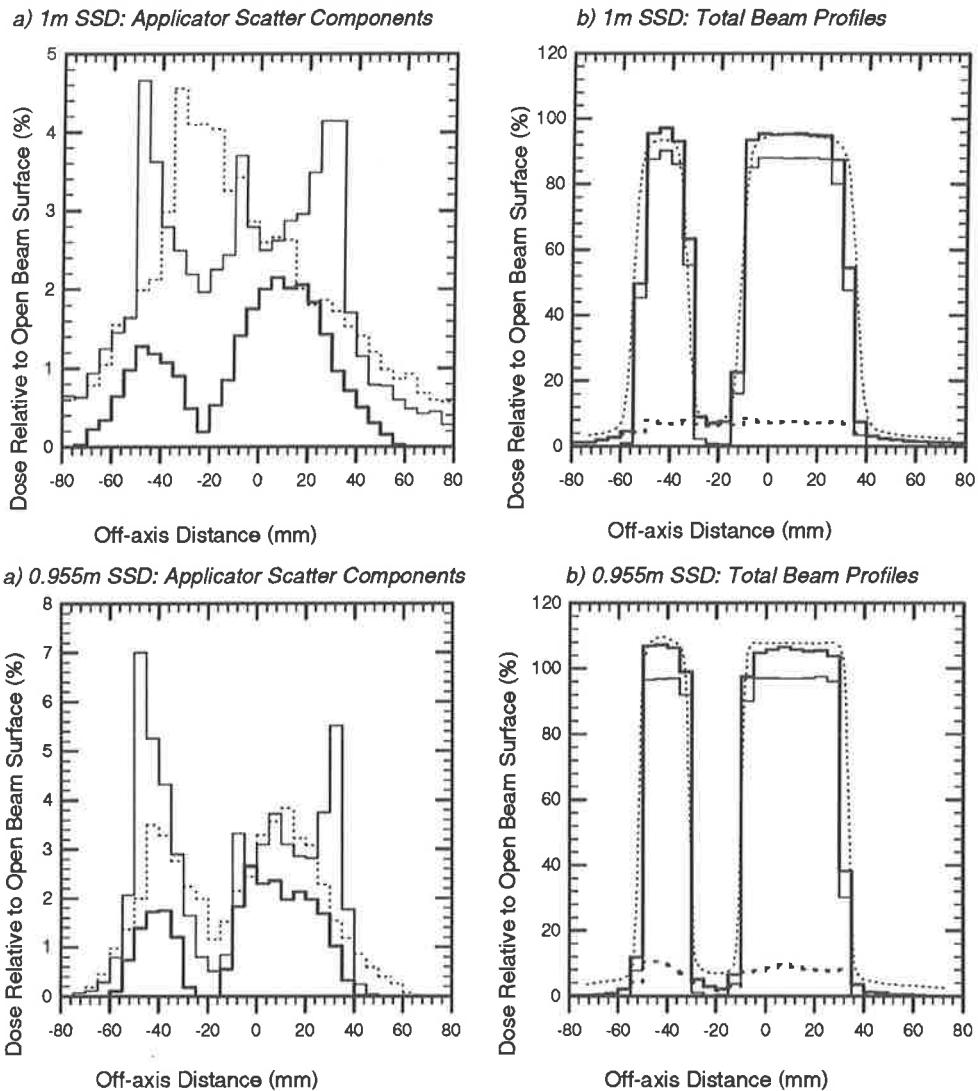 a) 1m SSD: Applicator Scatter Components
b) 1m SSD: Total Beam Profiles
Dose Relative to Open Beam Surface (%)
5
4
3
2
1
0
-80 -60 -40 -20 0 20 40 60 80
Off-axis Distance (mm)
Dose Relative to Open Beam Surface (%)
120
100
80
60
40
20
0
-80 -60 -40 -20 0 20 40 60 80
Off-axis Distance (mm)
a) 0.955m SSD: Applicator Scatter Components
b) 0.955m SSD: Total Beam Profiles
Dose Relative to Open Beam Surface (%)
8
7
6
5
4
3
2
1
0
-80 -60 -40 -20 0 20 40 60 80
Off-axis Distance (mm)
Dose Relative to Open Beam Surface (%)
120
100
80
60
40
20
0
-80 -60 -40 -20 0 20 40 60 80
Off-axis Distance (mm)